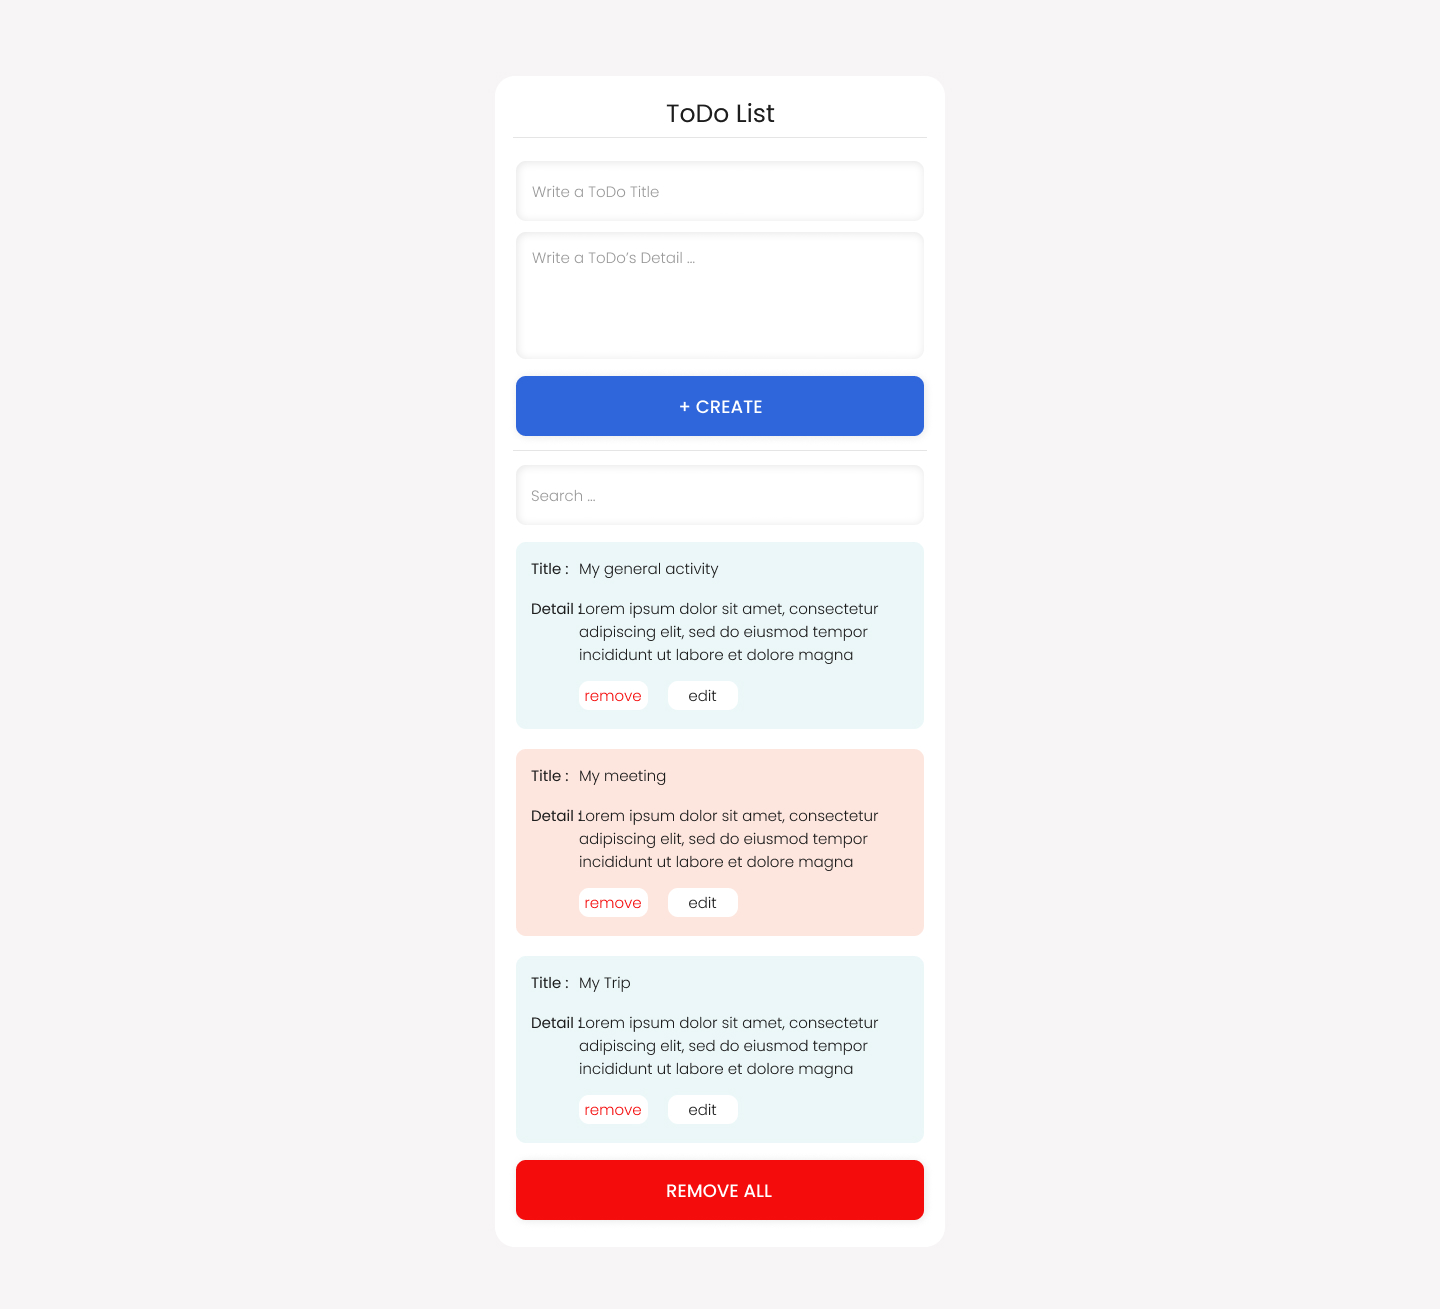 ToDo List
Write a ToDo Title
Write a ToDo’s Detail ...
+ CREATE
Search ...
Title : My general activity
Detail : Lorem ipsum dolor sit amet, consectetur
adipiscing elit, sed do eiusmod tempor
incididunt ut labore et dolore magna
remove edit
Title : My meeting
Detail : Lorem ipsum dolor sit amet, consectetur
adipiscing elit, sed do eiusmod tempor
incididunt ut labore et dolore magna
remove edit
Title : My Trip
Detail : Lorem ipsum dolor sit amet, consectetur
adipiscing elit, sed do eiusmod tempor
incididunt ut labore et dolore magna
remove edit
REMOVE ALL